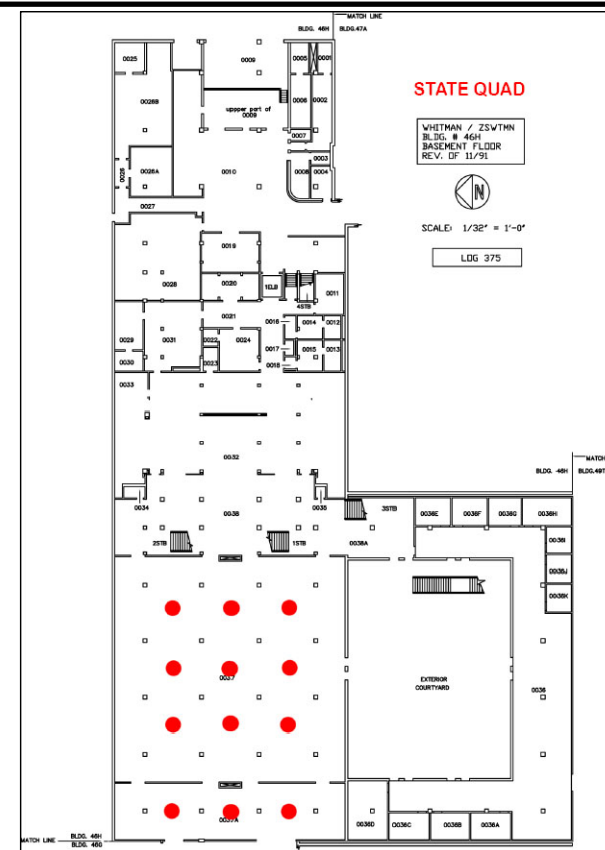 MATCH LINE
BLDG. 46H BLDG.47A
STATE QUAD
WHITMAN / ZSWTMN
BLDG. # 46H
BASEMENT FLOOR
REV. OF 11/91
N
SCALE: 1/32" = 1'-0"
LOG 375
0025
0009
0005
0001
0026B
0006
0002
uppper part of
0009
0007
0003
0026
0026A
0010
0008
0004
0027
0019
0028
0020
1ELB
0011
4STB
0021
0016
0014
0012
0029
0031
0022
0024
0017
0015
0013
0030
0023
0018
0033
0032
MATCH
BLDG. 46H BLDG.49T
0034
0035
0038
3STB
0036E
0036F
0036G
0036H
2STB
1STB
0038A
0036I
0036J
0036K
0037
EXTERIOR
COURTYARD
0036
0037A
0036D
0036C
0036B
0036A
MATCH LINE BLDG. 46H
BLDG. 46G